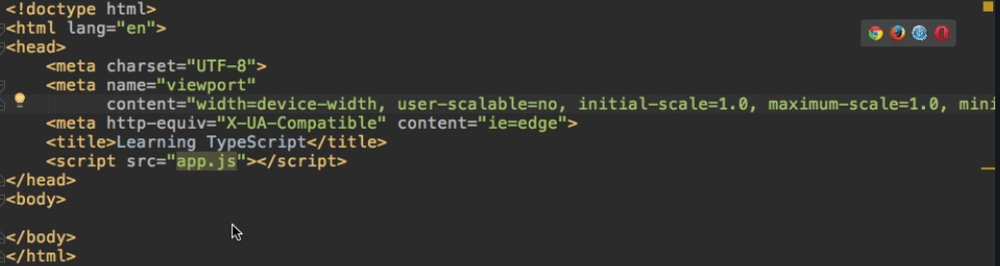 <!doctype html>
<html lang="en">
<head>
    <meta charset="UTF-8">
    <meta name="viewport"
          content="width=device-width, user-scalable=no, initial-scale=1.0, maximum-scale=1.0, mini
    <meta http-equiv="X-UA-Compatible" content="ie=edge">
    <title>Learning TypeScript</title>
    <script src="app.js"></script>
</head>
<body>

</body>
</html>